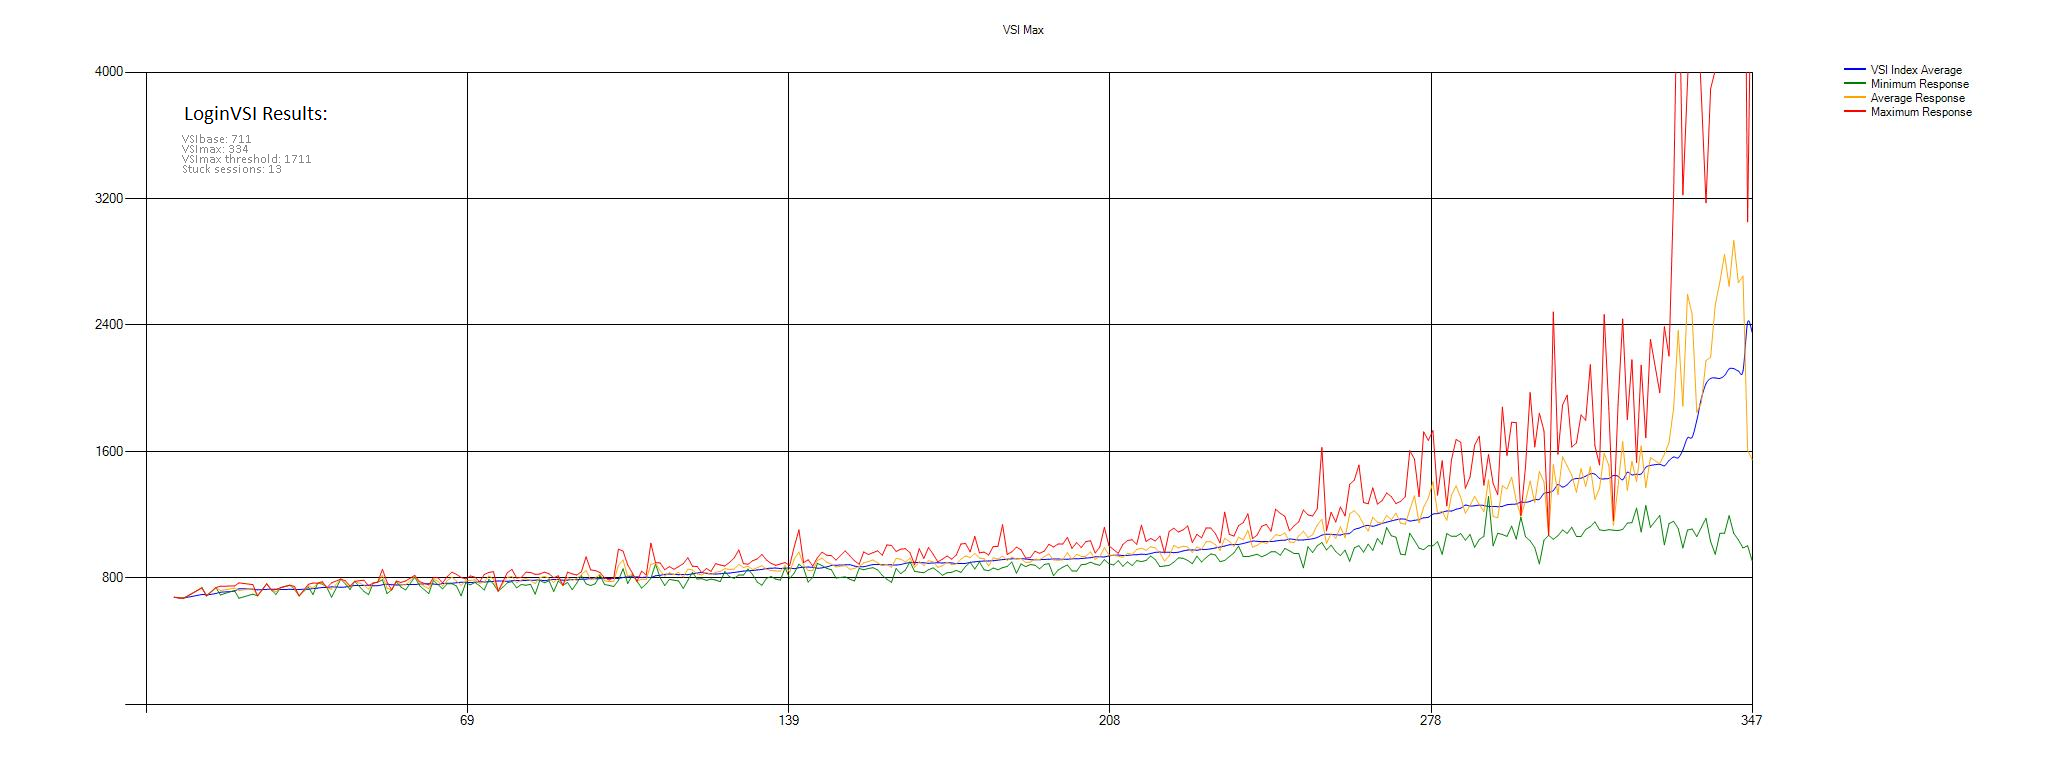 VSI Max
4000
3200
2400
1600
800
LoginVSI Results:
VSIbase: 711
VSImax: 334
VSImax threshold: 1711
Stuck sessions: 13
VSI Index Average
Minimum Response
Average Response
Maximum Response
69
139
208
278
347